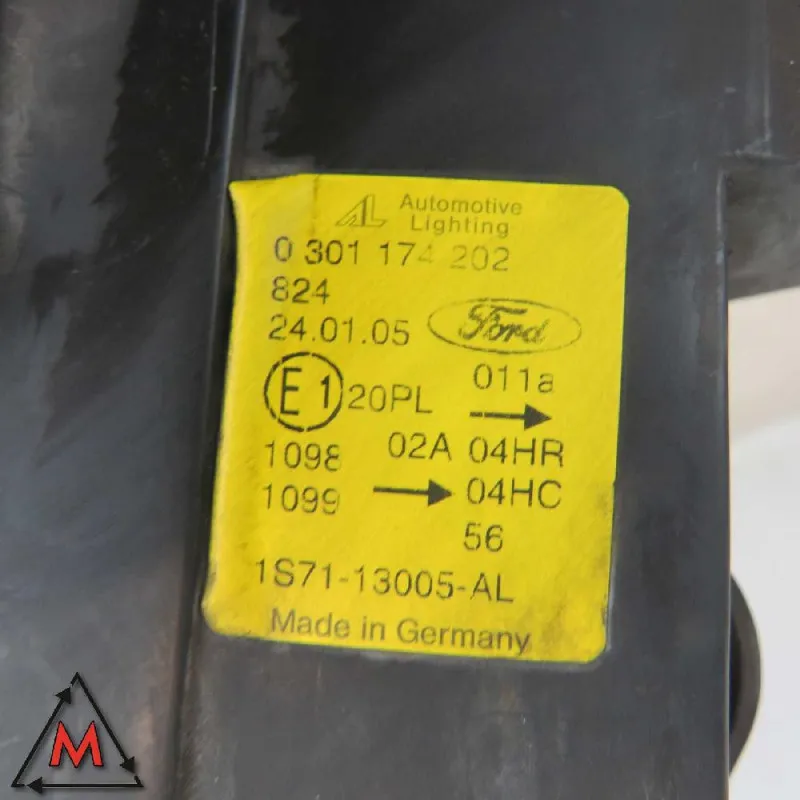 AL Automotive
Lighting
0 301 174 202
824
24.01.05 Ford
E1 20PL 011a
1098 02A 04HR
1099 04HC
56
1S71-13005-AL
Made in Germany
M